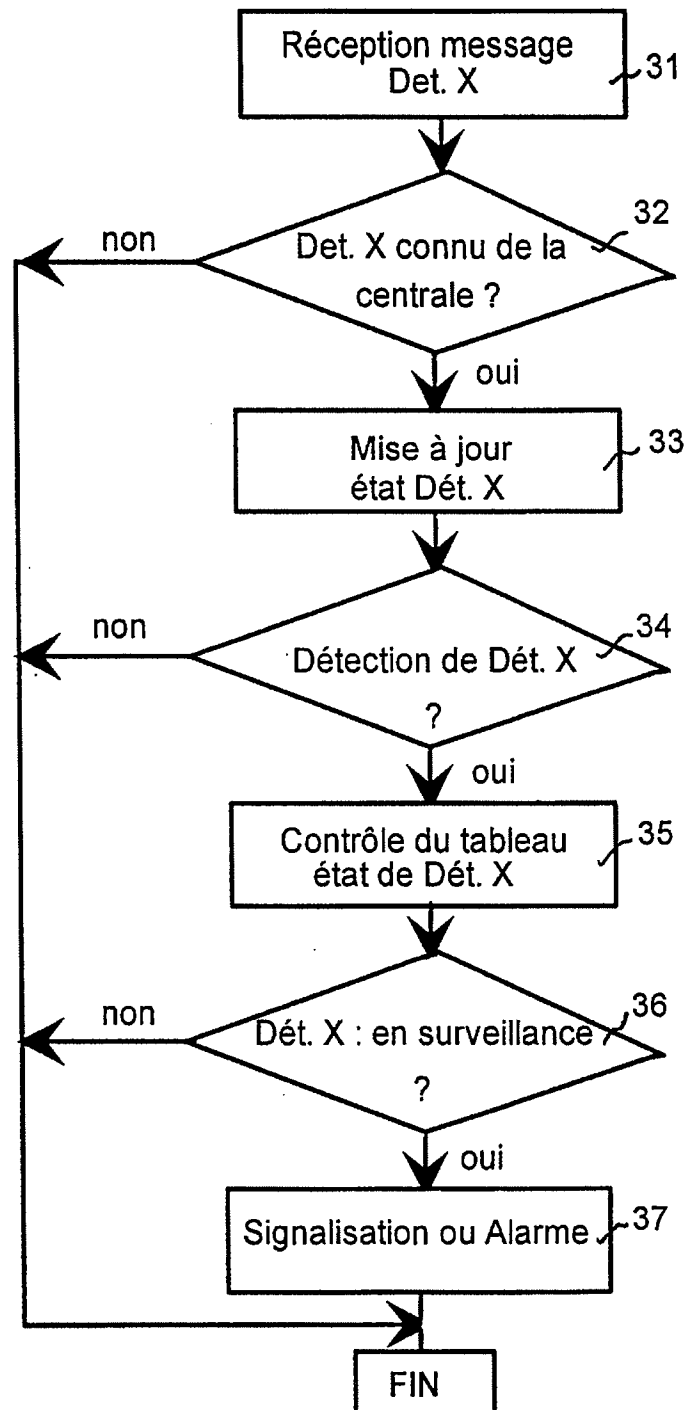 Réception message
Det. X
31
32
non
Det. X connu de la
centrale ?
oui
Mise à jour
état Dét. X
33
non
34
Détection de Dét. X
?
oui
Contrôle du tableau
état de Dét. X
35
non
36
Dét. X : en surveillance
?
oui
Signalisation ou Alarme
37
FIN